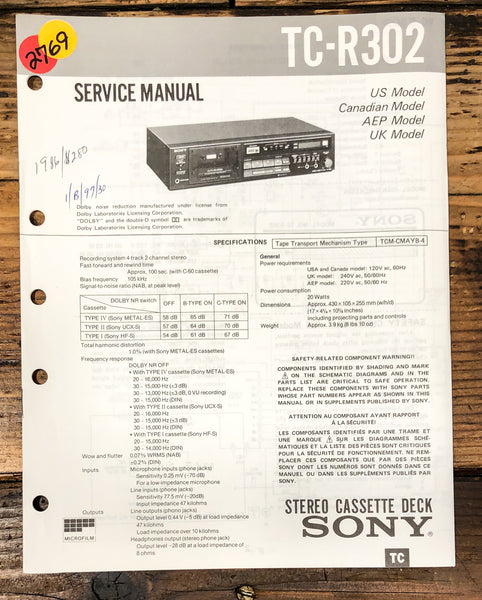 2769
TC-R302
SERVICE MANUAL
US Model
Canadian Model
AEP Model
UK Model
1986/$250
1/B/97/30
SONY
Dolby noise reduction manufactured under license from
Dolby Laboratories Licensing Corporation.
"DOLBY" and the double-D symbol are trademarks of
Dolby Laboratories Licensing Corporation.
SPECIFICATIONS
Tape Transport Mechanism Type TCM-CMAYB-4
Recording system 4-track 2-channel stereo
Fast forward and rewind time
Approx. 100 sec. (with C-60 cassette)
Bias frequency 105 kHz
Signal-to-noise ratio (NAB, at peak level)
DOLBY NR switch OFF B-TYPE ON C-TYPE ON
Cassette
TYPE IV (Sony METAL-ES) 58 dB 65 dB 71 dB
TYPE II (Sony UCX-S) 57 dB 64 dB 70 dB
TYPE I (Sony HF-S) 54 dB 61 dB 67 dB
Total harmonic distortion
1.0% (with Sony METAL-ES cassettes)
Frequency response
DOLBY NR OFF
• With TYPE IV cassette (Sony METAL-ES)
20 - 16,000 Hz
30 - 15,000 Hz (±3 dB)
30 - 13,000 Hz (±3 dB, 0 VU recording)
30 - 15,000 Hz (DIN)
• With TYPE II cassette (Sony UCX-S)
20 - 16,000 Hz
30 - 15,000 Hz (±3 dB)
30 - 15,000 Hz (DIN)
• With TYPE I cassette (Sony HF-S)
20 - 15,000 Hz
30 - 14,000 Hz (±3 dB)
30 - 14,000 Hz (DIN)
Wow and flutter 0.07% WRMS (NAB)
±0.2% (DIN)
Inputs Microphone inputs (phone jacks)
Sensitivity 0.25 mV (−70 dB)
For a low impedance microphone
Line inputs (phono jacks)
Sensitivity 77.5 mV (−20dB)
Input impedance 47 kilohms
Outputs Line outputs (phono jacks)
Output level 0.44 V (−5 dB) at load impedance
47 kilohms
Load impedance over 10 kilohms
Headphones output (stereo phone jack)
Output level −28 dB at a load impedance of
8 ohms
General
Power requirements
USA and Canada model: 120V ac, 60Hz
UK model: 240V ac, 50/60Hz
AEP model: 220V ac, 50/60 Hz
Power consumption
20 Watts
Dimensions Approx. 430 × 105 × 255 mm (w/h/d)
including projecting parts and controls
Weight Approx. 3.9 kg (8 lbs 10 oz)
SAFETY-RELATED COMPONENT WARNING!!
COMPONENTS IDENTIFIED BY SHADING AND MARK
⚠ ON THE SCHEMATIC DIAGRAMS AND IN THE
PARTS LIST ARE CRITICAL TO SAFE OPERATION.
REPLACE THESE COMPONENTS WITH SONY PARTS
WHOSE PART NUMBERS APPEAR AS SHOWN IN THIS
MANUAL OR IN SUPPLEMENTS PUBLISHED BY SONY.
ATTENTION AU COMPOSANT AYANT RAPPORT
À LA SÉCURITÉ!
LES COMPOSANTS IDENTIFIÉS PAR UNE TRAME ET
UNE MARQUE ⚠ SUR LES DIAGRAMMES SCHÉ-
MATIQUES ET LA LISTE DES PIÈCES SONT CRITIQUES
POUR LA SÉCURITÉ DE FONCTIONNEMENT. NE REM-
PLACER CES COMPOSANTS QUE PAR DES PIÈCES
SONY DONT LES NUMÉROS SONT DONNÉS DANS CE
MANUEL OU DANS LES SUPPLÉMENTS PUBLIÉS PAR
SONY.
MICROFILM
STEREO CASSETTE DECK
SONY®
TC